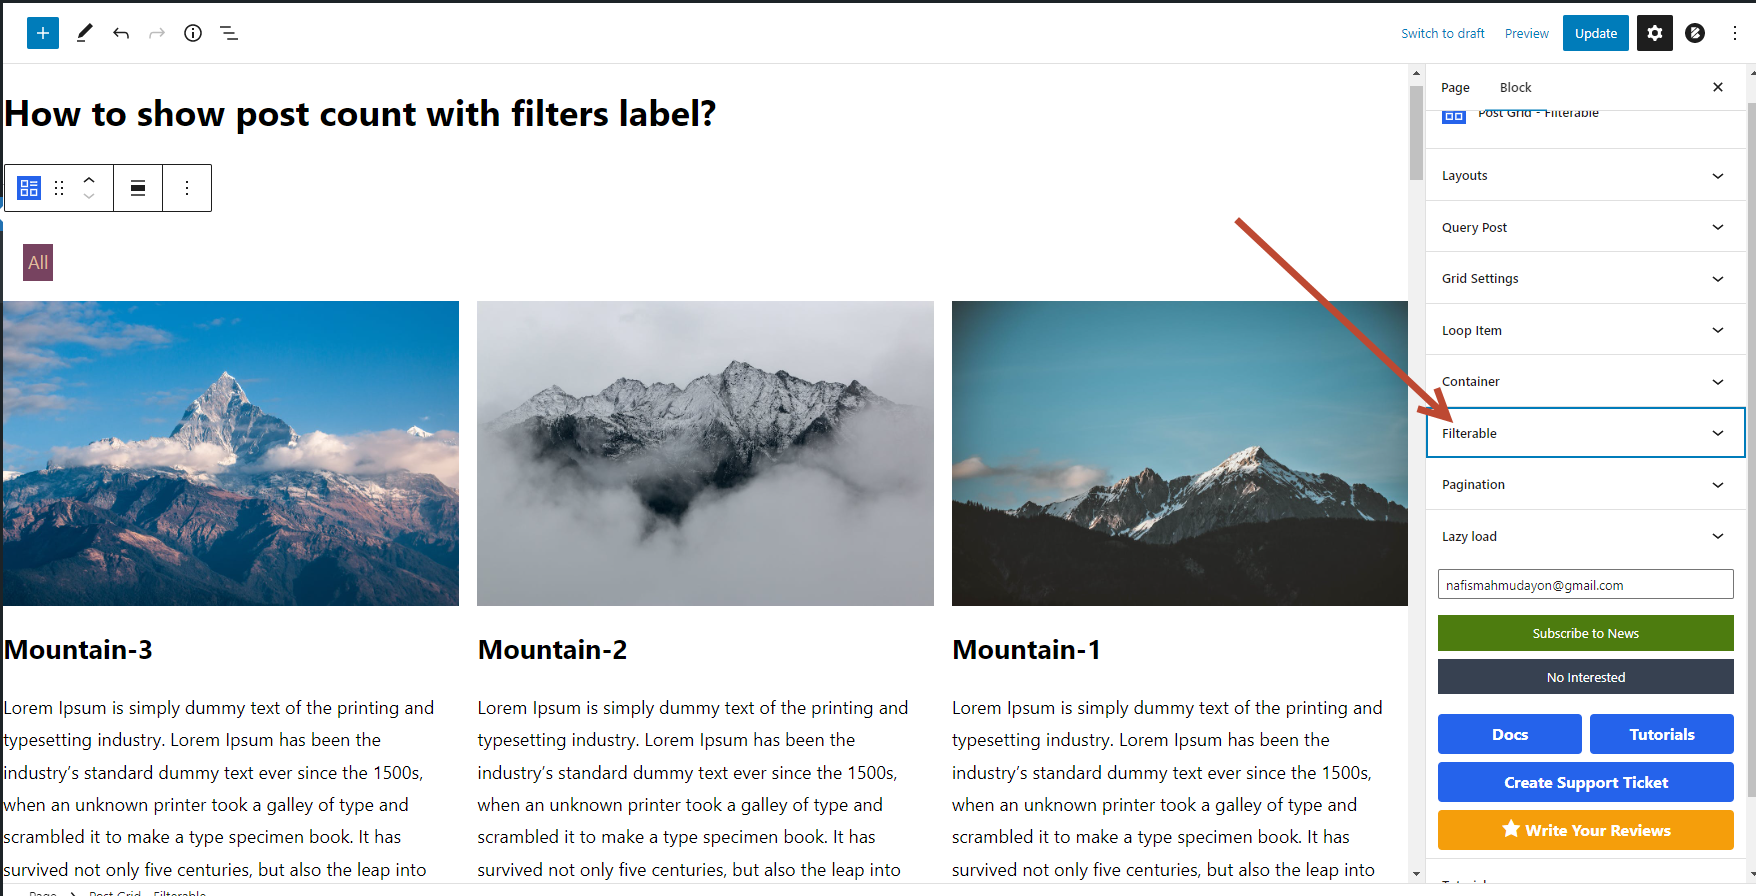 Switch to draft
Preview
Update
How to show post count with filters label?
All
Mountain-3
Lorem Ipsum is simply dummy text of the printing and
typesetting industry. Lorem Ipsum has been the
industry’s standard dummy text ever since the 1500s,
when an unknown printer took a galley of type and
scrambled it to make a type specimen book. It has
survived not only five centuries, but also the leap into
Mountain-2
Lorem Ipsum is simply dummy text of the printing and
typesetting industry. Lorem Ipsum has been the
industry’s standard dummy text ever since the 1500s,
when an unknown printer took a galley of type and
scrambled it to make a type specimen book. It has
survived not only five centuries, but also the leap into
Mountain-1
Lorem Ipsum is simply dummy text of the printing and
typesetting industry. Lorem Ipsum has been the
industry’s standard dummy text ever since the 1500s,
when an unknown printer took a galley of type and
scrambled it to make a type specimen book. It has
survived not only five centuries, but also the leap into
Page
Block
Post Grid - Filterable
Layouts
Query Post
Grid Settings
Loop Item
Container
Filterable
Pagination
Lazy load
nafismahmudayon@gmail.com
Subscribe to News
No Interested
Docs
Tutorials
Create Support Ticket
Write Your Reviews
Page > Post Grid - Filterable